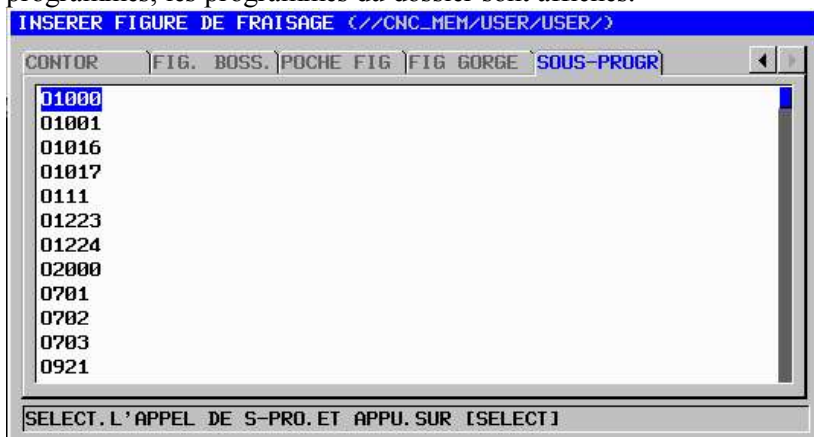 programmes, les programmes du dossier sont affichés.
INSERER FIGURE DE FRAISAGE (//CNC_MEM/USER/USER/)
CONTOR FIG. BOSS. POCHE FIG FIG GORGE SOUS-PROGR
O1000
O1001
O1016
O1017
O111
O1223
O1224
O2000
O701
O702
O703
O921
SELECT.L'APPEL DE S-PRO.ET APPU.SUR [SELECT]